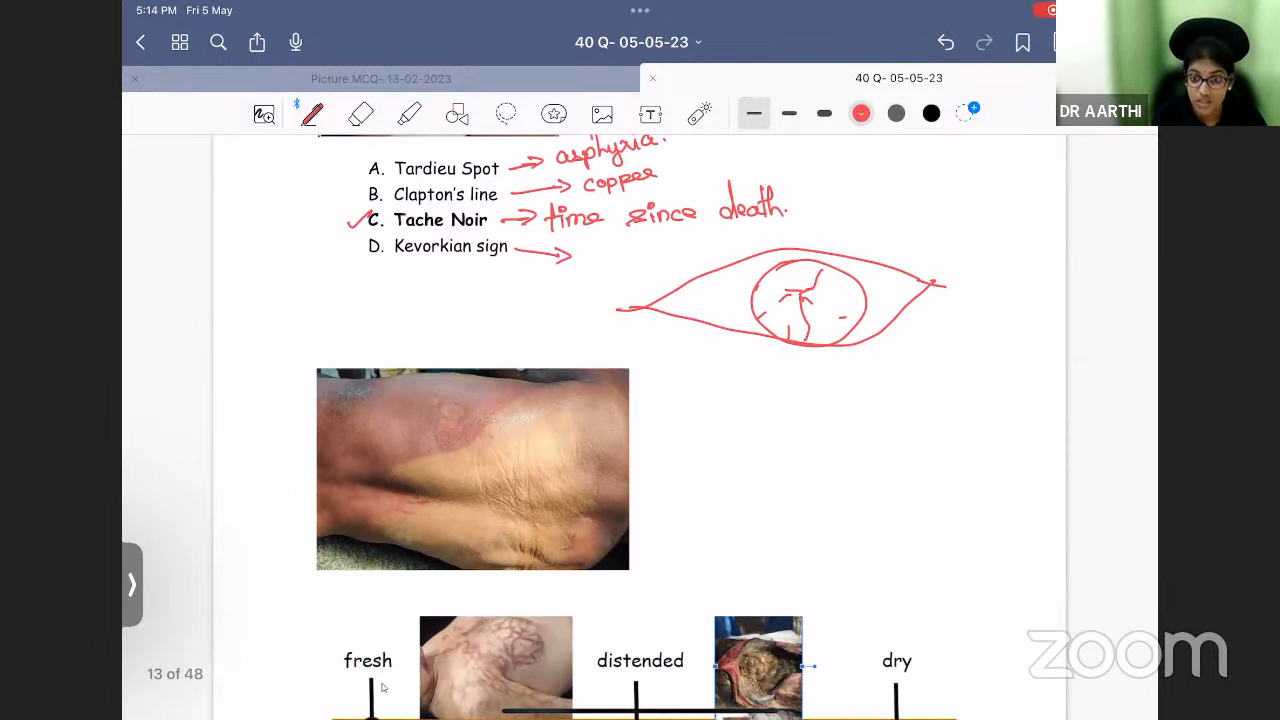 5:14 PM Fri 5 May
40 Q- 05-05-23
Picture MCQ- 13-02-2023
40 Q- 05-05-23
DR AARTHI
A. Tardieu Spot → asphyxia.
B. Clapton's line → copper
C. Tache Noir → time since death.
D. Kevorkian sign →
fresh
distended
dry
13 of 48
zoom